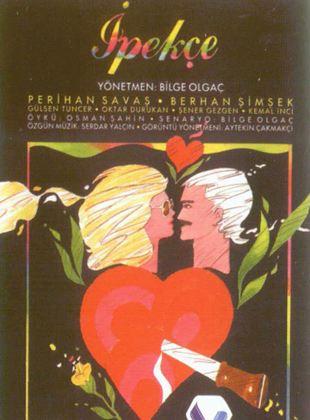 İpekçe
YÖNETMEN: BİLGE OLGAÇ
PERİHAN SAVAŞ • BERHAN ŞİMŞEK
GÜLSEN TUNCER • OKTAR DURUKAN • ŞENER GEZGEN • KEMAL İNCİ
ÖYKÜ: OSMAN ŞAHİN • SENARYO: BİLGE OLGAÇ
ÖZGÜN MÜZİK: SERDAR YALÇIN • GÖRÜNTÜ YÖNETMENİ: AYTEKİN ÇAKMAKÇI